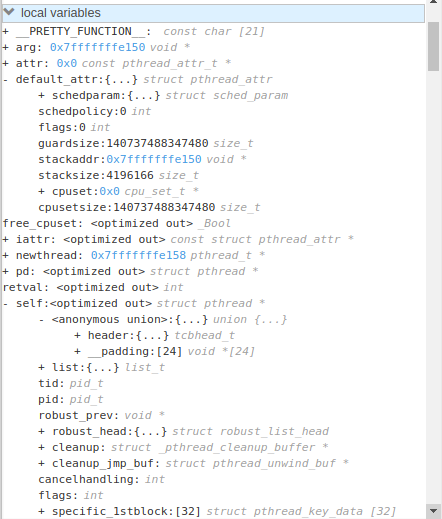 local variables
+ __PRETTY_FUNCTION__: const char [21]
+ arg: 0x7fffffffe150 void *
+ attr: 0x0 const pthread_attr_t *
- default_attr:{...} struct pthread_attr
+ schedparam:{...} struct sched_param
schedpolicy:0 int
flags:0 int
guardsize:140737488347480 size_t
stackaddr:0x7fffffffe150 void *
stacksize:4196166 size_t
+ cpuset:0x0 cpu_set_t *
cpusetsize:140737488347480 size_t
free_cpuset: <optimized out> _Bool
+ iattr: <optimized out> const struct pthread_attr *
+ newthread: 0x7fffffffe158 pthread_t *
+ pd: <optimized out> struct pthread *
retval: <optimized out> int
- self:<optimized out> struct pthread *
- <anonymous union>:{...} union {...}
+ header:{...} tcbhead_t
+ __padding:[24] void *[24]
+ list:{...} list_t
tid: pid_t
pid: pid_t
robust_prev: void *
+ robust_head:{...} struct robust_list_head
+ cleanup: struct _pthread_cleanup_buffer *
+ cleanup_jmp_buf: struct pthread_unwind_buf *
cancelhandling: int
flags: int
+ specific_1stblock:[32] struct pthread_key_data [32]